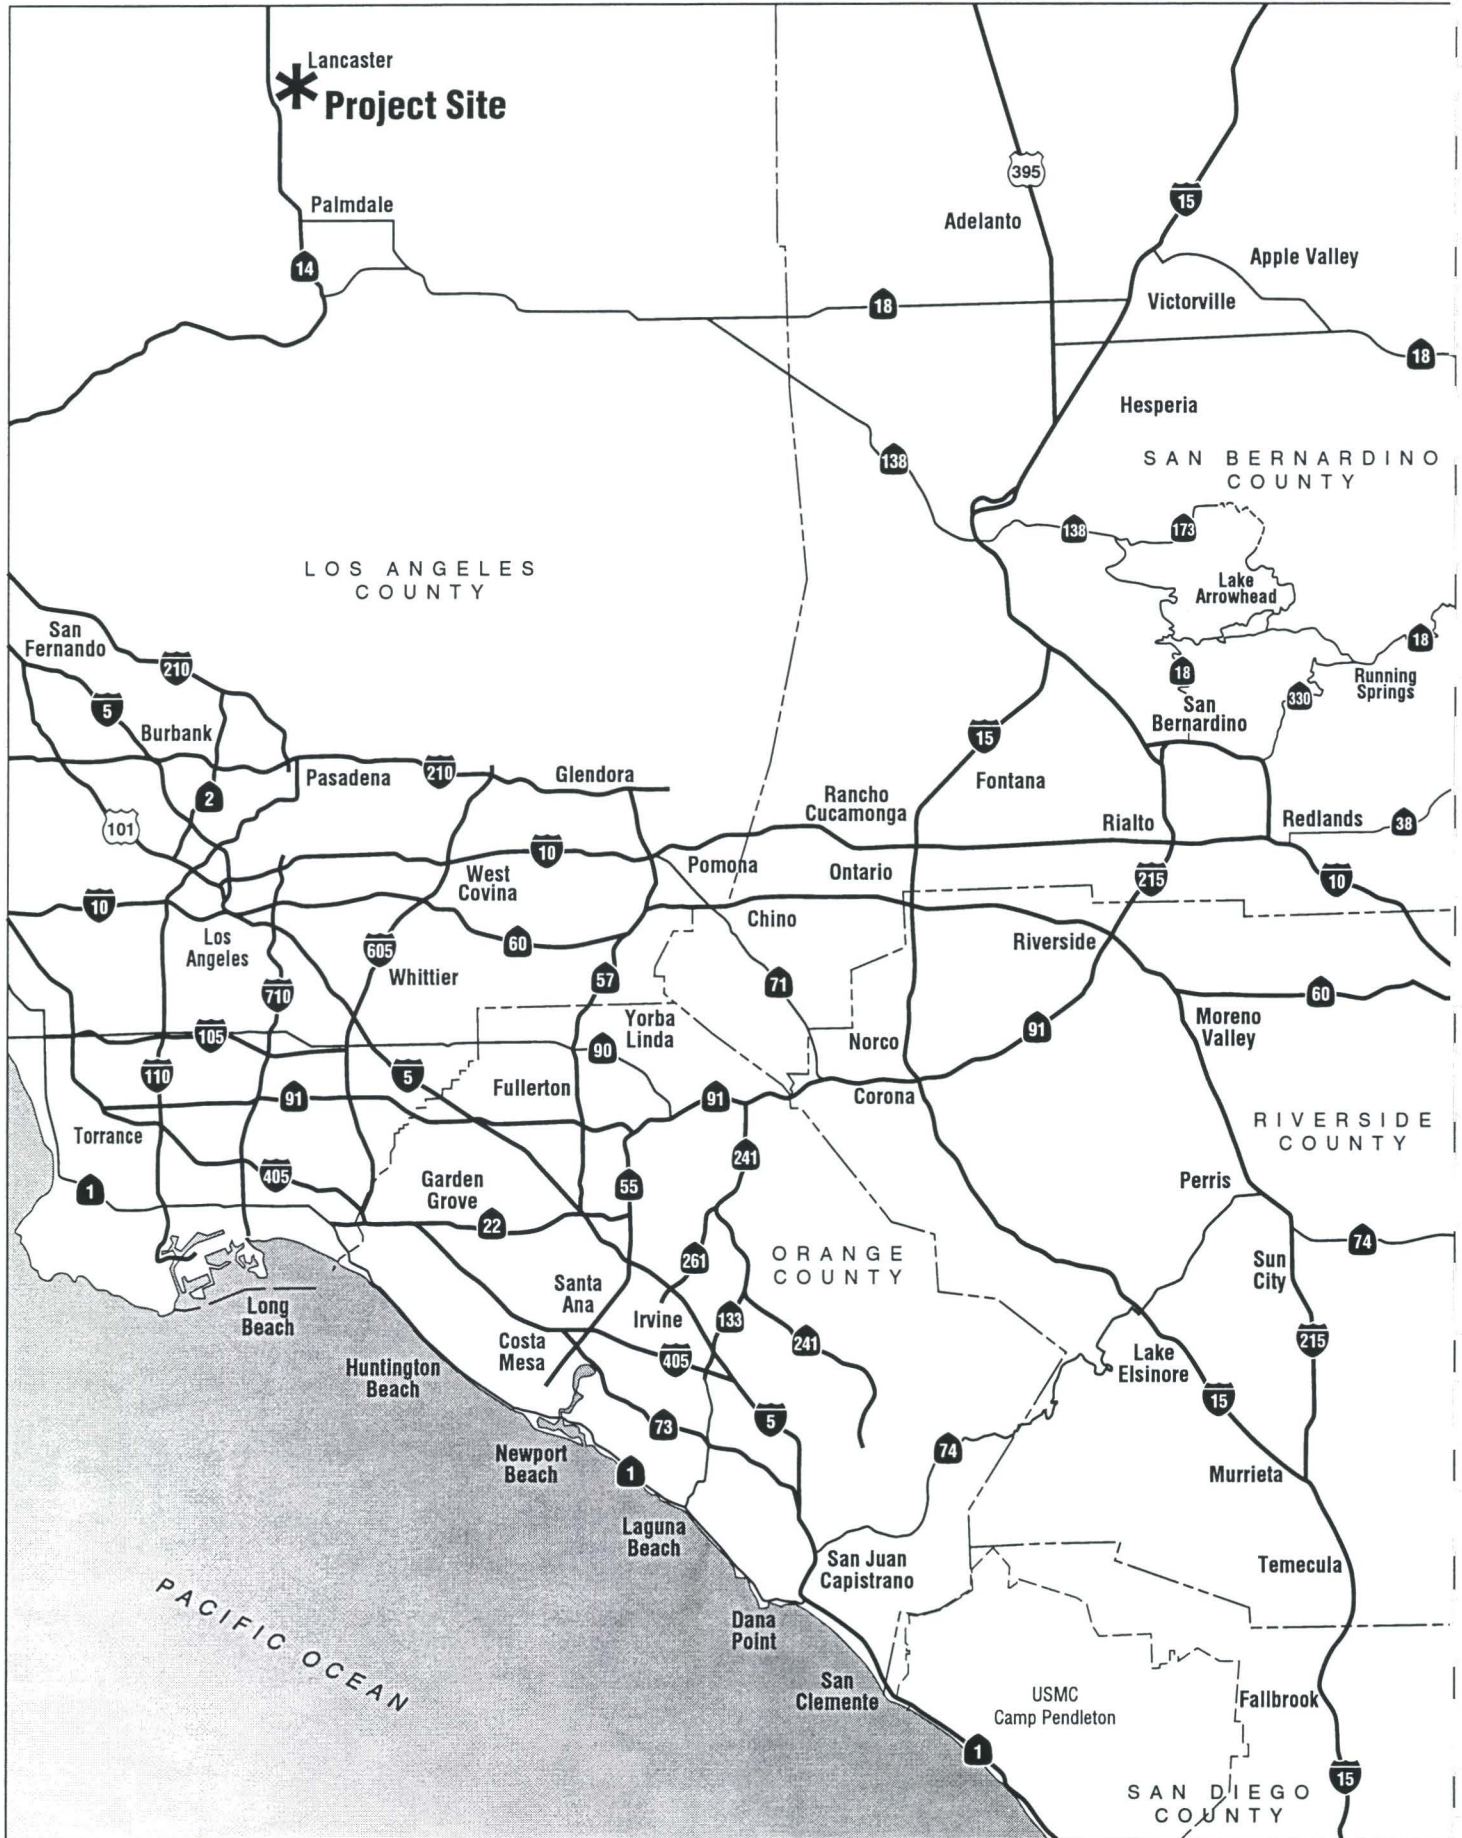 Lancaster
Project Site
395
Palmdale
15
Adelanto
14
Apple Valley
18
Victorville
18
Hesperia
138
SAN BERNARDINO
COUNTY
138
173
LOS ANGELES
COUNTY
Lake
Arrowhead
San
Fernando
210
18
18
Running
Springs
330
5
San
Bernardino
Burbank
15
210
Pasadena
Glendora
Fontana
2
Rancho
Cucamonga
101
Rialto
Redlands
38
10
Pomona
West
Covina
Ontario
215
10
10
Chino
Los
Angeles
60
Riverside
605
Whittier
57
71
710
60
Yorba
Linda
Moreno
Valley
105
91
90
Norco
110
5
Fullerton
91
91
Corona
Torrance
RIVERSIDE
COUNTY
241
405
1
Garden
Grove
55
Perris
22
74
261
ORANGE
COUNTY
Sun
City
Santa
Ana
Long
Beach
Irvine
133
Costa
Mesa
405
241
215
Huntington
Beach
Lake
Elsinore
15
73
5
74
Newport
Beach
1
Murrieta
Laguna
Beach
San Juan
Capistrano
Temecula
PACIFIC OCEAN
Dana
Point
San
Clemente
USMC
Camp Pendleton
Fallbrook
1
15
SAN DIEGO
COUNTY